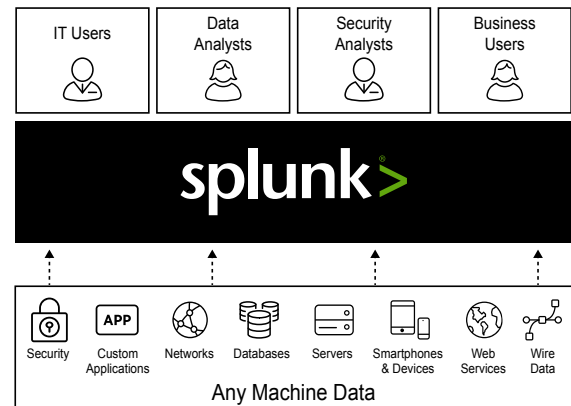 IT Users
Data
Analysts
Security
Analysts
Business
Users
splunk>®
APP
Security
Custom
Applications
Networks
Databases
Servers
Smartphones
& Devices
Web
Services
Wire
Data
Any Machine Data